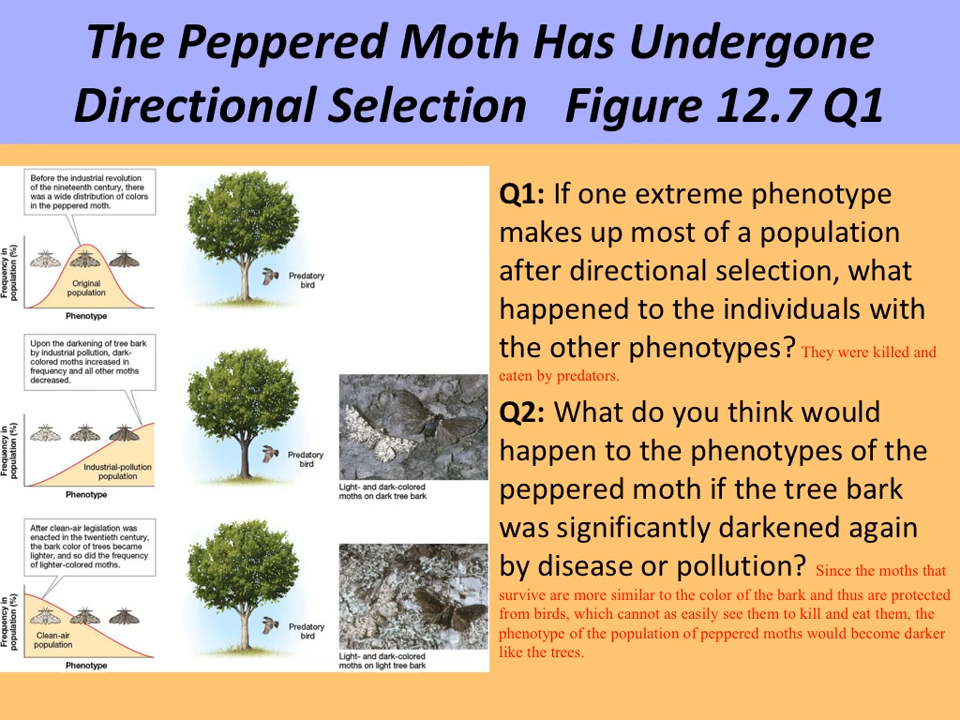 The Peppered Moth Has Undergone
Directional Selection Figure 12.7 Q1
Before the industrial revolution
of the nineteenth century, there
was a wide distribution of colors
in the peppered moth.
Frequency in
population (%)
Original
population
Phenotype
Predatory
bird
Upon the darkening of tree bark
by industrial pollution, dark-
colored moths increased in
frequency and all other moths
decreased.
Frequency in
population (%)
Industrial-pollution
population
Phenotype
Predatory
bird
Light- and dark-colored
moths on dark tree bark
After clean-air legislation was
enacted in the twentieth century,
the bark color of trees became
lighter, and so did the frequency
of lighter-colored moths.
Frequency in
population (%)
Clean-air
population
Phenotype
Predatory
bird
Light- and dark-colored
moths on light tree bark
Q1: If one extreme phenotype
makes up most of a population
after directional selection, what
happened to the individuals with
the other phenotypes? They were killed and
eaten by predators.
Q2: What do you think would
happen to the phenotypes of the
peppered moth if the tree bark
was significantly darkened again
by disease or pollution? Since the moths that
survive are more similar to the color of the bark and thus are protected
from birds, which cannot as easily see them to kill and eat them, the
phenotype of the population of peppered moths would become darker
like the trees.